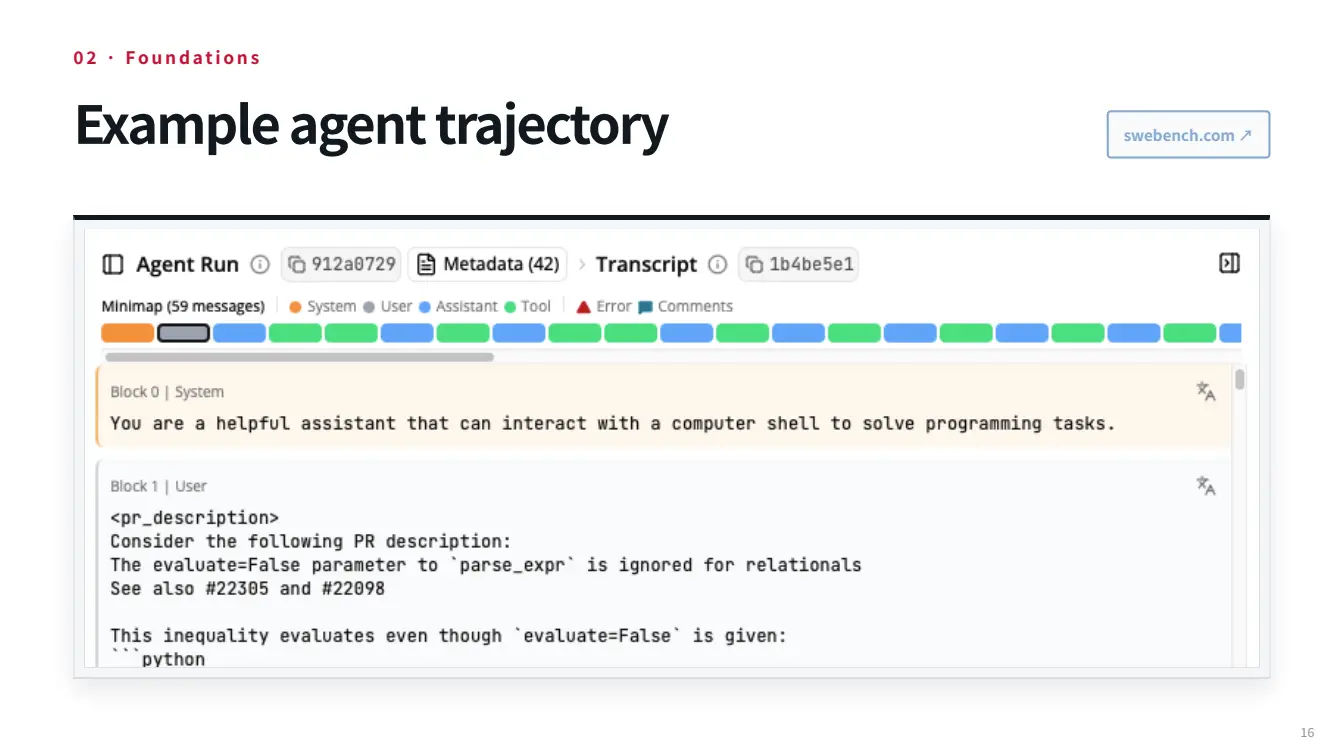 02 · Foundations
Example agent trajectory
swebench.com ↗
Agent Run 912a0729 Metadata (42) › Transcript 1b4be5e1
Minimap (59 messages) System User Assistant Tool Error Comments
Block 0 | System
You are a helpful assistant that can interact with a computer shell to solve programming tasks.
Block 1 | User
<pr_description>
Consider the following PR description:
The evaluate=False parameter to `parse_expr` is ignored for relationals
See also #22305 and #22098
This inequality evaluates even though `evaluate=False` is given:
```python
16